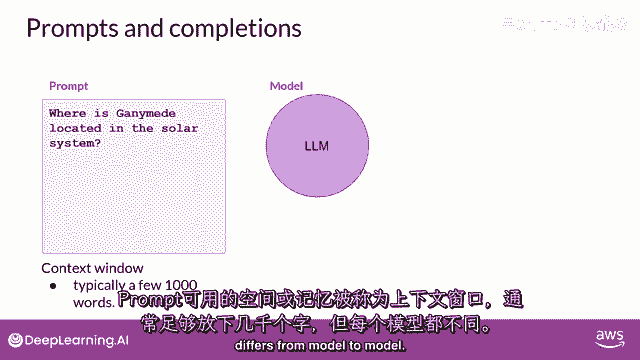 Prompts and completions
Prompt
Model
Where is Ganymede
located in the solar
system?
LLM
Context window
typically a few 1000
words.
Prompt可用的空间或记忆被称为上下文窗口，通
常足够放下几千个字，但每个模型都不同。
differs from model to model.
DeepLearning.AI
aws